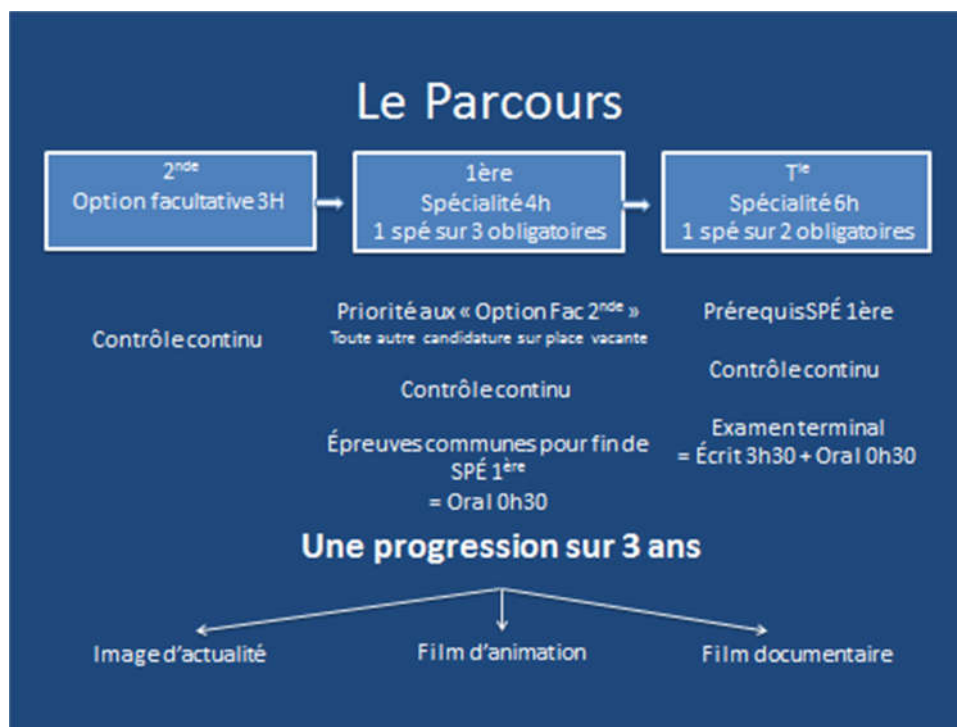 Le Parcours
2nde
Option facultative 3H
1ère
Spécialité 4h
1 spé sur 3 obligatoires
Tle
Spécialité 6h
1 spé sur 2 obligatoires
Contrôle continu
Priorité aux « Option Fac 2nde »
Toute autre candidature sur place vacante
Contrôle continu
Épreuves communes pour fin de
SPÉ 1ère
= Oral 0h30
Prérequis SPÉ 1ère
Contrôle continu
Examen terminal
= Écrit 3h30 + Oral 0h30
Une progression sur 3 ans
Image d'actualité
Film d'animation
Film documentaire